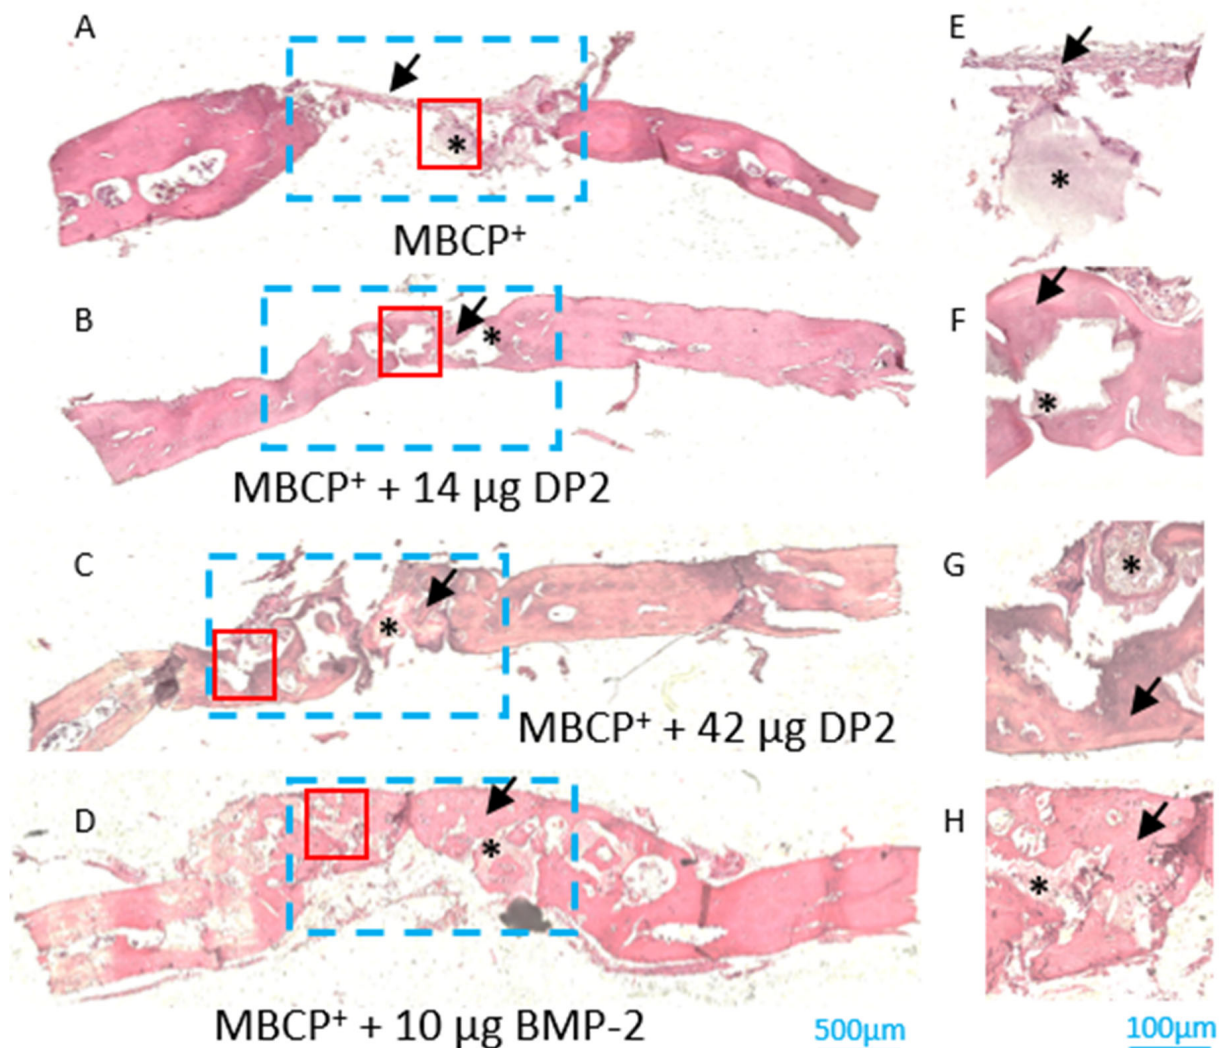 A
E
MBCP⁺
B
F
MBCP⁺ + 14 µg DP2
C
G
MBCP⁺ + 42 µg DP2
D
H
MBCP⁺ + 10 µg BMP-2
500µm
100µm